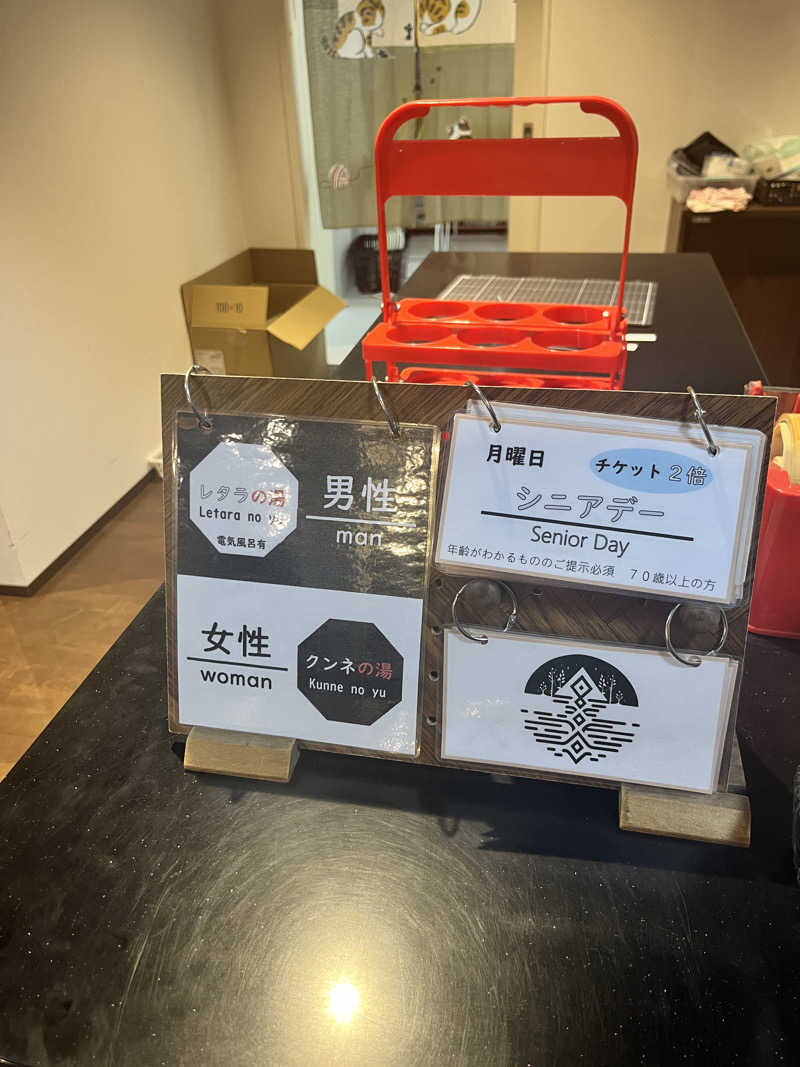 100×10
レタラの湯
Letara no yu
電気風呂有
男性
man
女性
woman
クンネの湯
Kunne no yu
月曜日
チケット2倍
シニアデー
Senior Day
年齢がわかるもののご提示必須 70歳以上の方